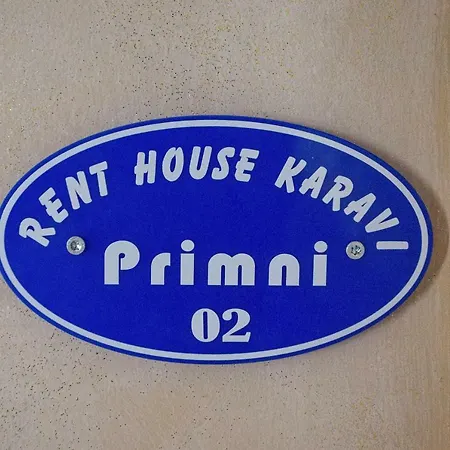 RENT HOUSE KARAVI
Primni
02